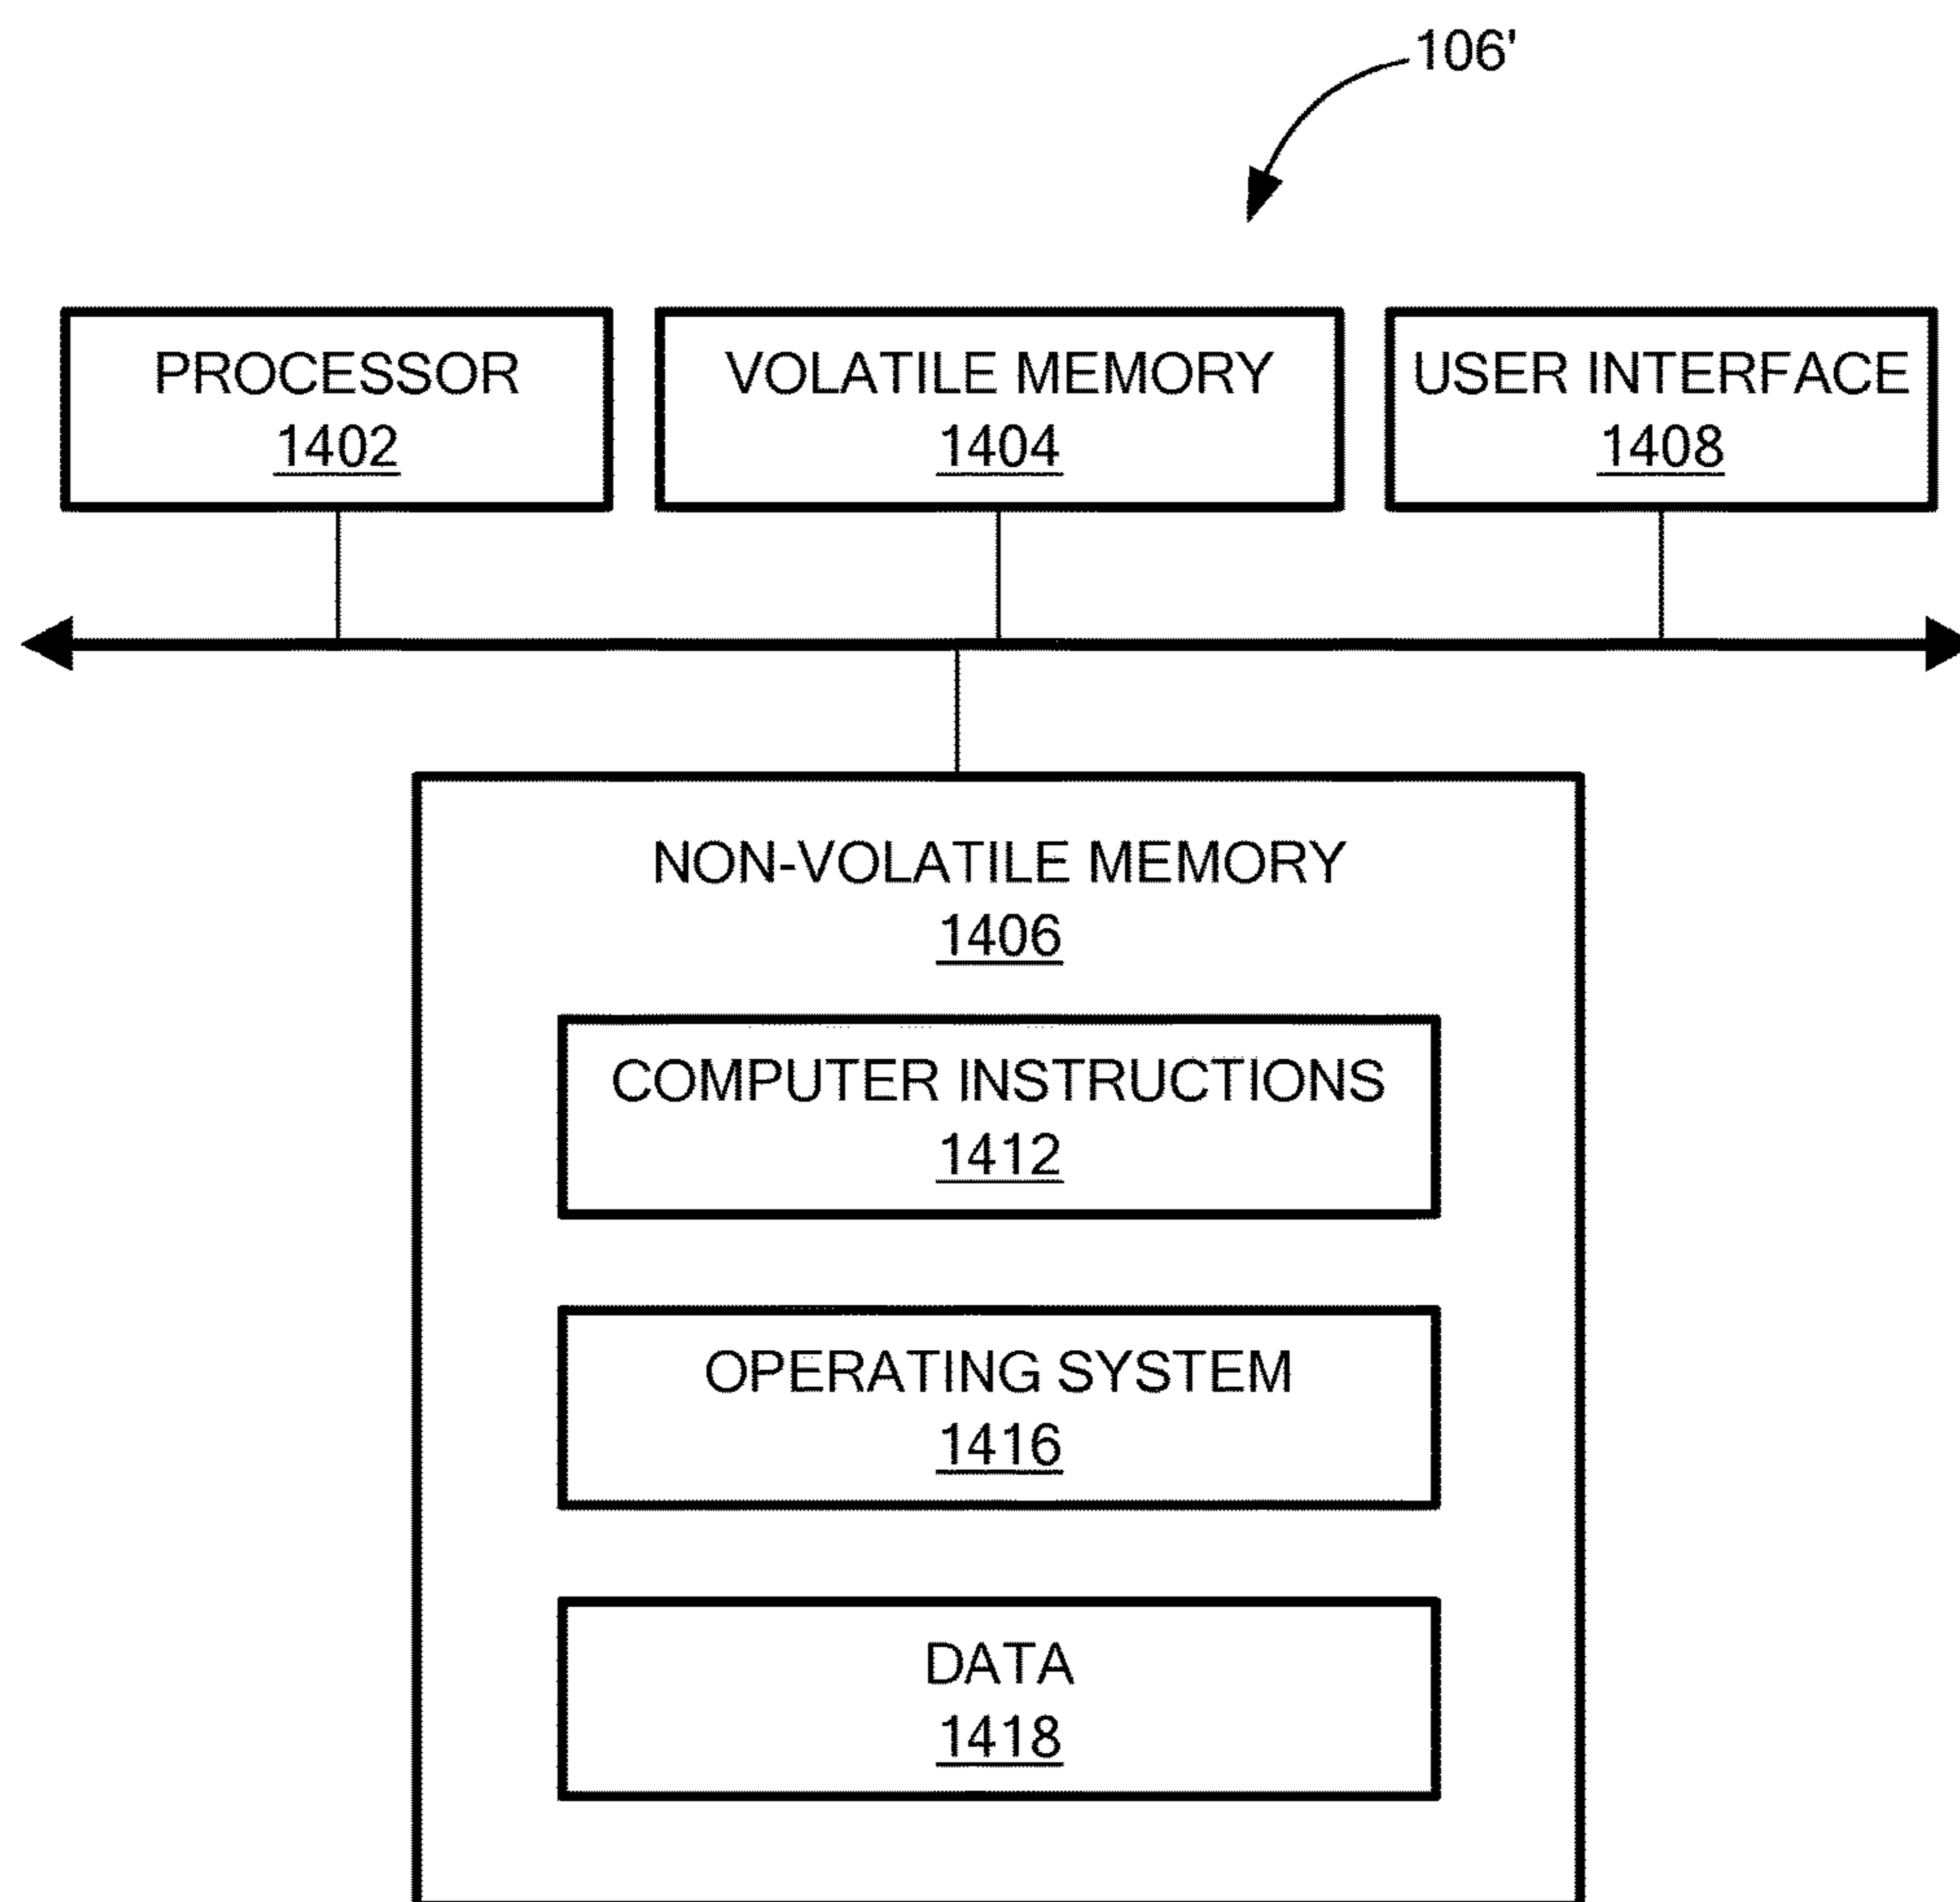 106'
PROCESSOR
1402
VOLATILE MEMORY
1404
USER INTERFACE
1408
NON-VOLATILE MEMORY
1406
COMPUTER INSTRUCTIONS
1412
OPERATING SYSTEM
1416
DATA
1418